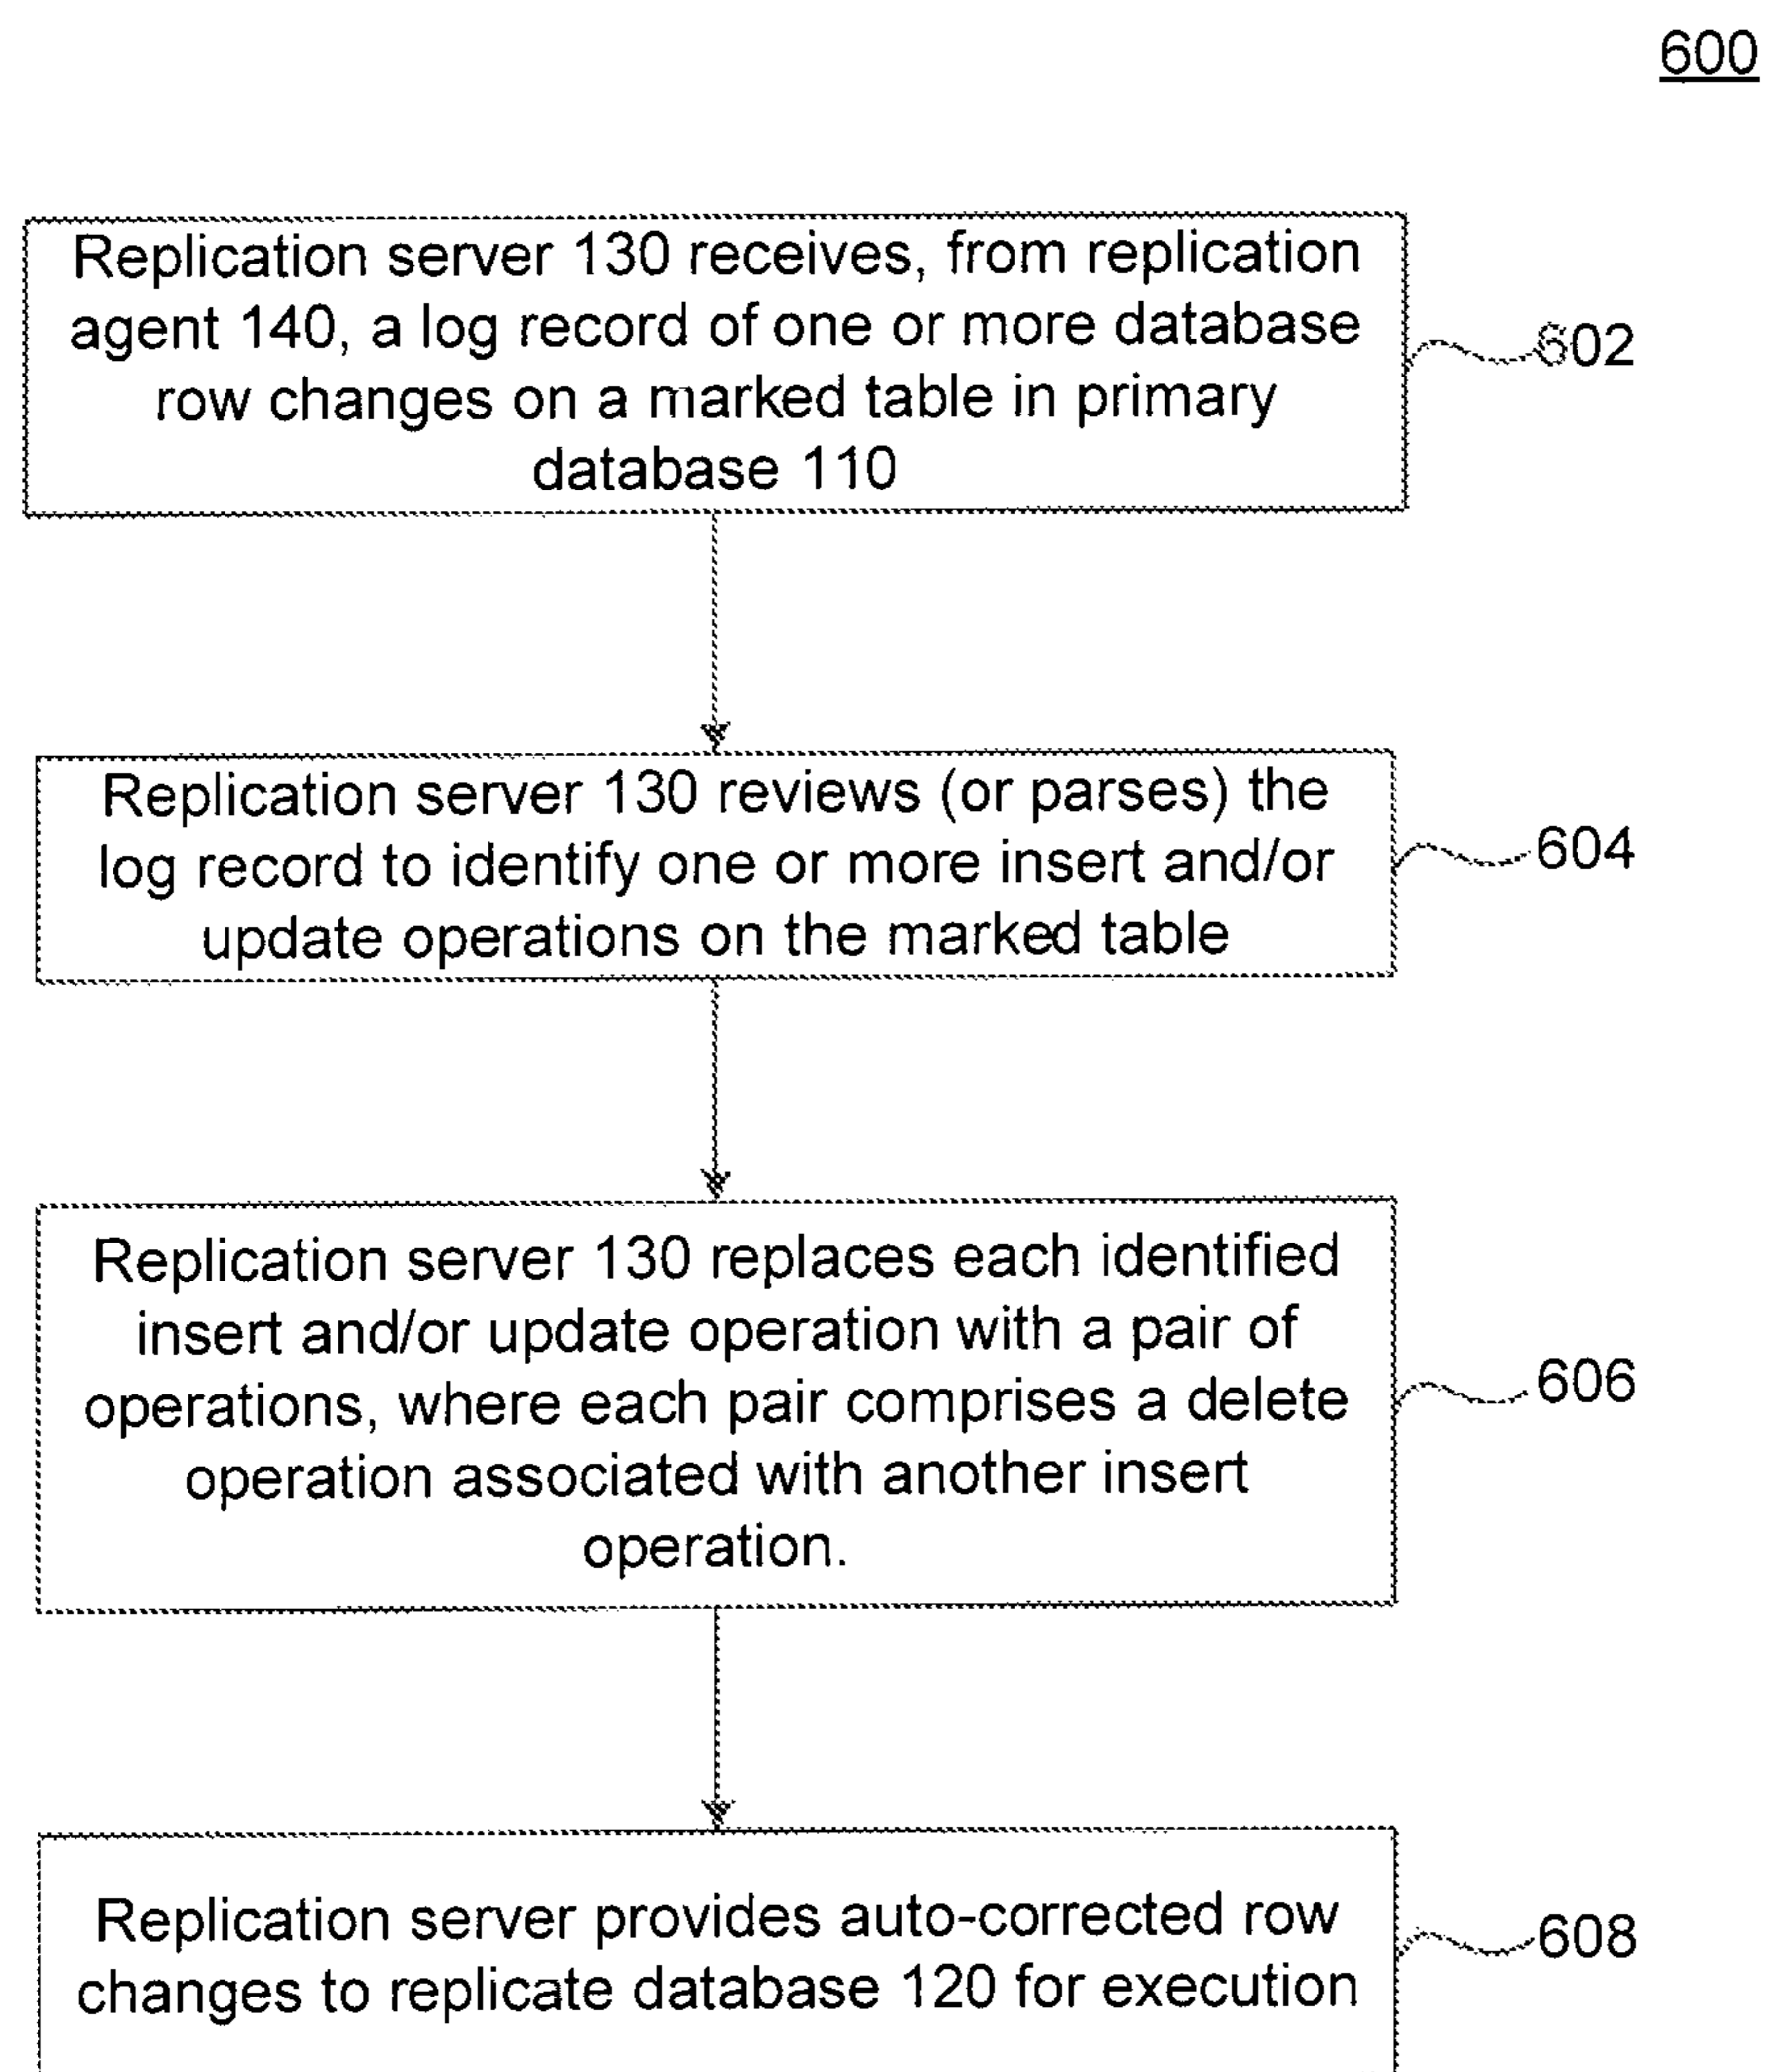 600
Replication server 130 receives, from replication
agent 140, a log record of one or more database
row changes on a marked table in primary
database 110
602
Replication server 130 reviews (or parses) the
log record to identify one or more insert and/or
update operations on the marked table
604
Replication server 130 replaces each identified
insert and/or update operation with a pair of
operations, where each pair comprises a delete
operation associated with another insert
operation.
606
Replication server provides auto-corrected row
changes to replicate database 120 for execution
608